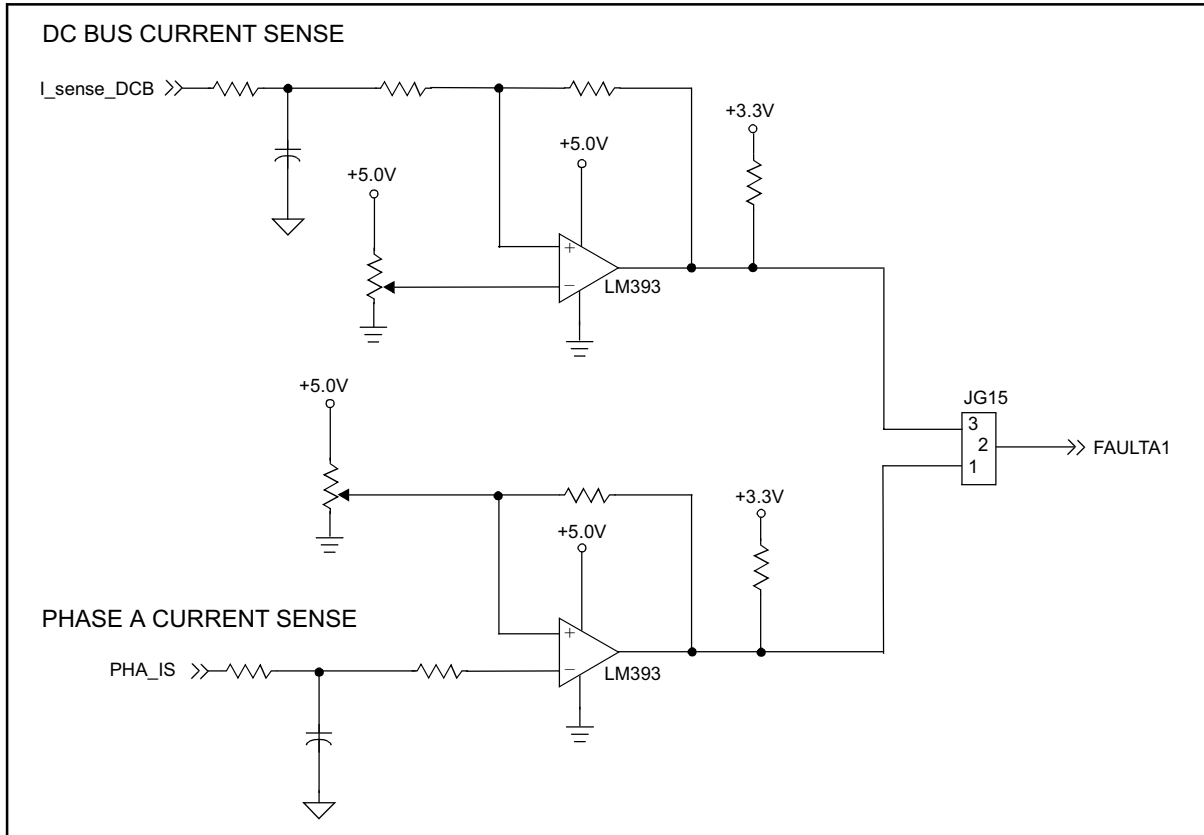 DC BUS CURRENT SENSE
I_sense_DCB
+3.3V
+5.0V
+5.0V
+
−
LM393
+5.0V
JG15
3
2
1
FAULTA1
+3.3V
+5.0V
PHASE A CURRENT SENSE
+
−
PHA_IS
LM393